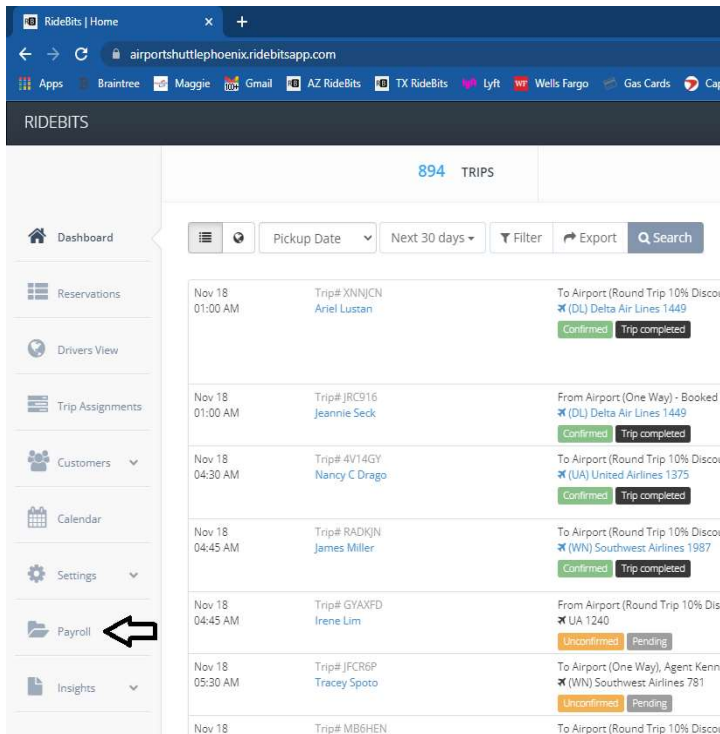 RideBits | Home
airportshuttlephoenix.ridebitsapp.com
Apps Braintree Maggie Gmail AZ RideBits TX RideBits Lyft Wells Fargo Gas Cards Cap
RIDEBITS
894 TRIPS
Dashboard
Pickup Date Next 30 days Filter Export Search
Reservations
Drivers View
Trip Assignments
Customers
Calendar
Settings
Payroll
Insights
Nov 18 Trip# XNNJCN To Airport (Round Trip 10% Discou
01:00 AM Ariel Lustan (DL) Delta Air Lines 1449
Confirmed Trip completed
Nov 18 Trip# JRC916 From Airport (One Way) - Booked
01:00 AM Jeannie Seck (DL) Delta Air Lines 1449
Confirmed Trip completed
Nov 18 Trip# 4V14GY To Airport (Round Trip 10% Discou
04:30 AM Nancy C Drago (UA) United Airlines 1375
Confirmed Trip completed
Nov 18 Trip# RADKJN To Airport (Round Trip 10% Discou
04:45 AM James Miller (WN) Southwest Airlines 1987
Confirmed Trip completed
Nov 18 Trip# GYAXFD From Airport (Round Trip 10% Dis
04:45 AM Irene Lim UA 1240
Unconfirmed Pending
Nov 18 Trip# JFCR6P To Airport (One Way), Agent Kenn
05:30 AM Tracey Spoto (WN) Southwest Airlines 781
Unconfirmed Pending
Nov 18 Trip# MB6HEN To Airport (Round Trip 10% Discou